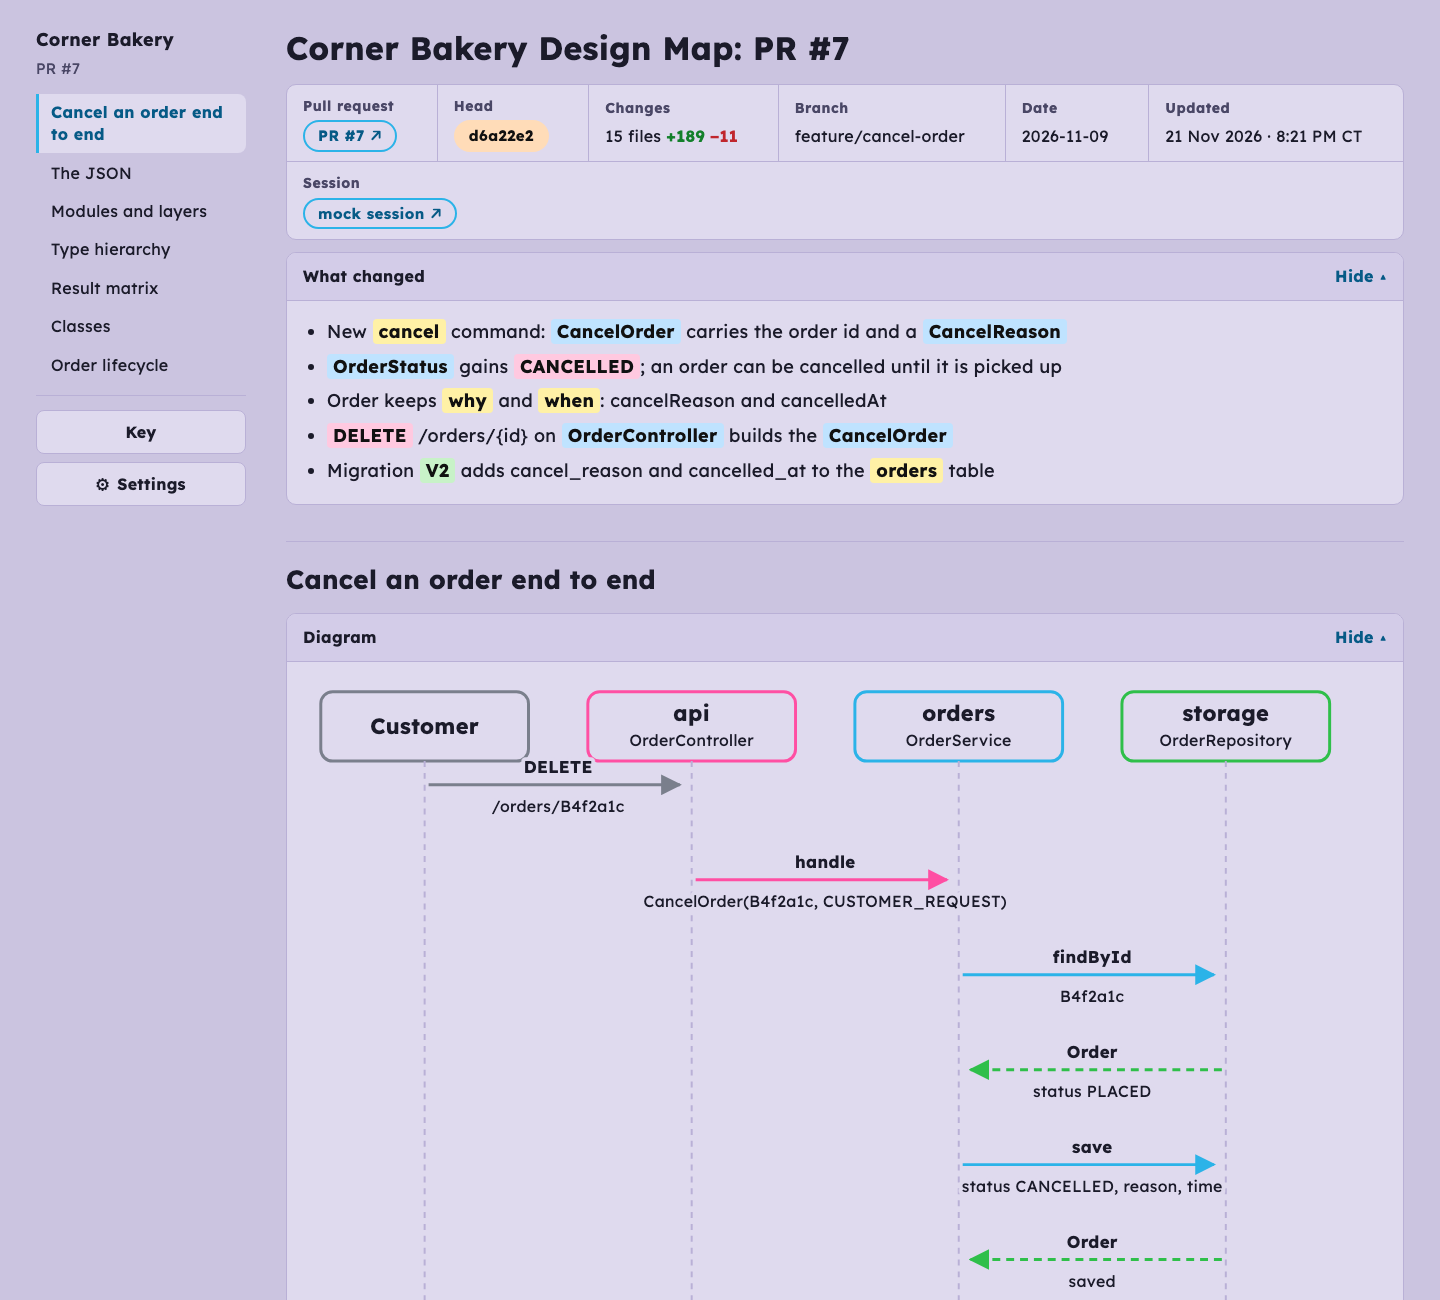 Corner Bakery
PR #7
Cancel an order end
to end
The JSON
Modules and layers
Type hierarchy
Result matrix
Classes
Order lifecycle
Key
⚙ Settings
Corner Bakery Design Map: PR #7
Pull request
PR #7 ↗
Head
d6a22e2
Changes
15 files +189 −11
Branch
feature/cancel-order
Date
2026-11-09
Updated
21 Nov 2026 · 8:21 PM CT
Session
mock session ↗
What changed
Hide ▴
• New cancel command: CancelOrder carries the order id and a CancelReason
• OrderStatus gains CANCELLED; an order can be cancelled until it is picked up
• Order keeps why and when: cancelReason and cancelledAt
• DELETE /orders/{id} on OrderController builds the CancelOrder
• Migration V2 adds cancel_reason and cancelled_at to the orders table
Cancel an order end to end
Diagram
Hide ▴
Customer
api
OrderController
orders
OrderService
storage
OrderRepository
DELETE
/orders/B4f2a1c
handle
CancelOrder(B4f2a1c, CUSTOMER_REQUEST)
findById
B4f2a1c
Order
status PLACED
save
status CANCELLED, reason, time
Order
saved